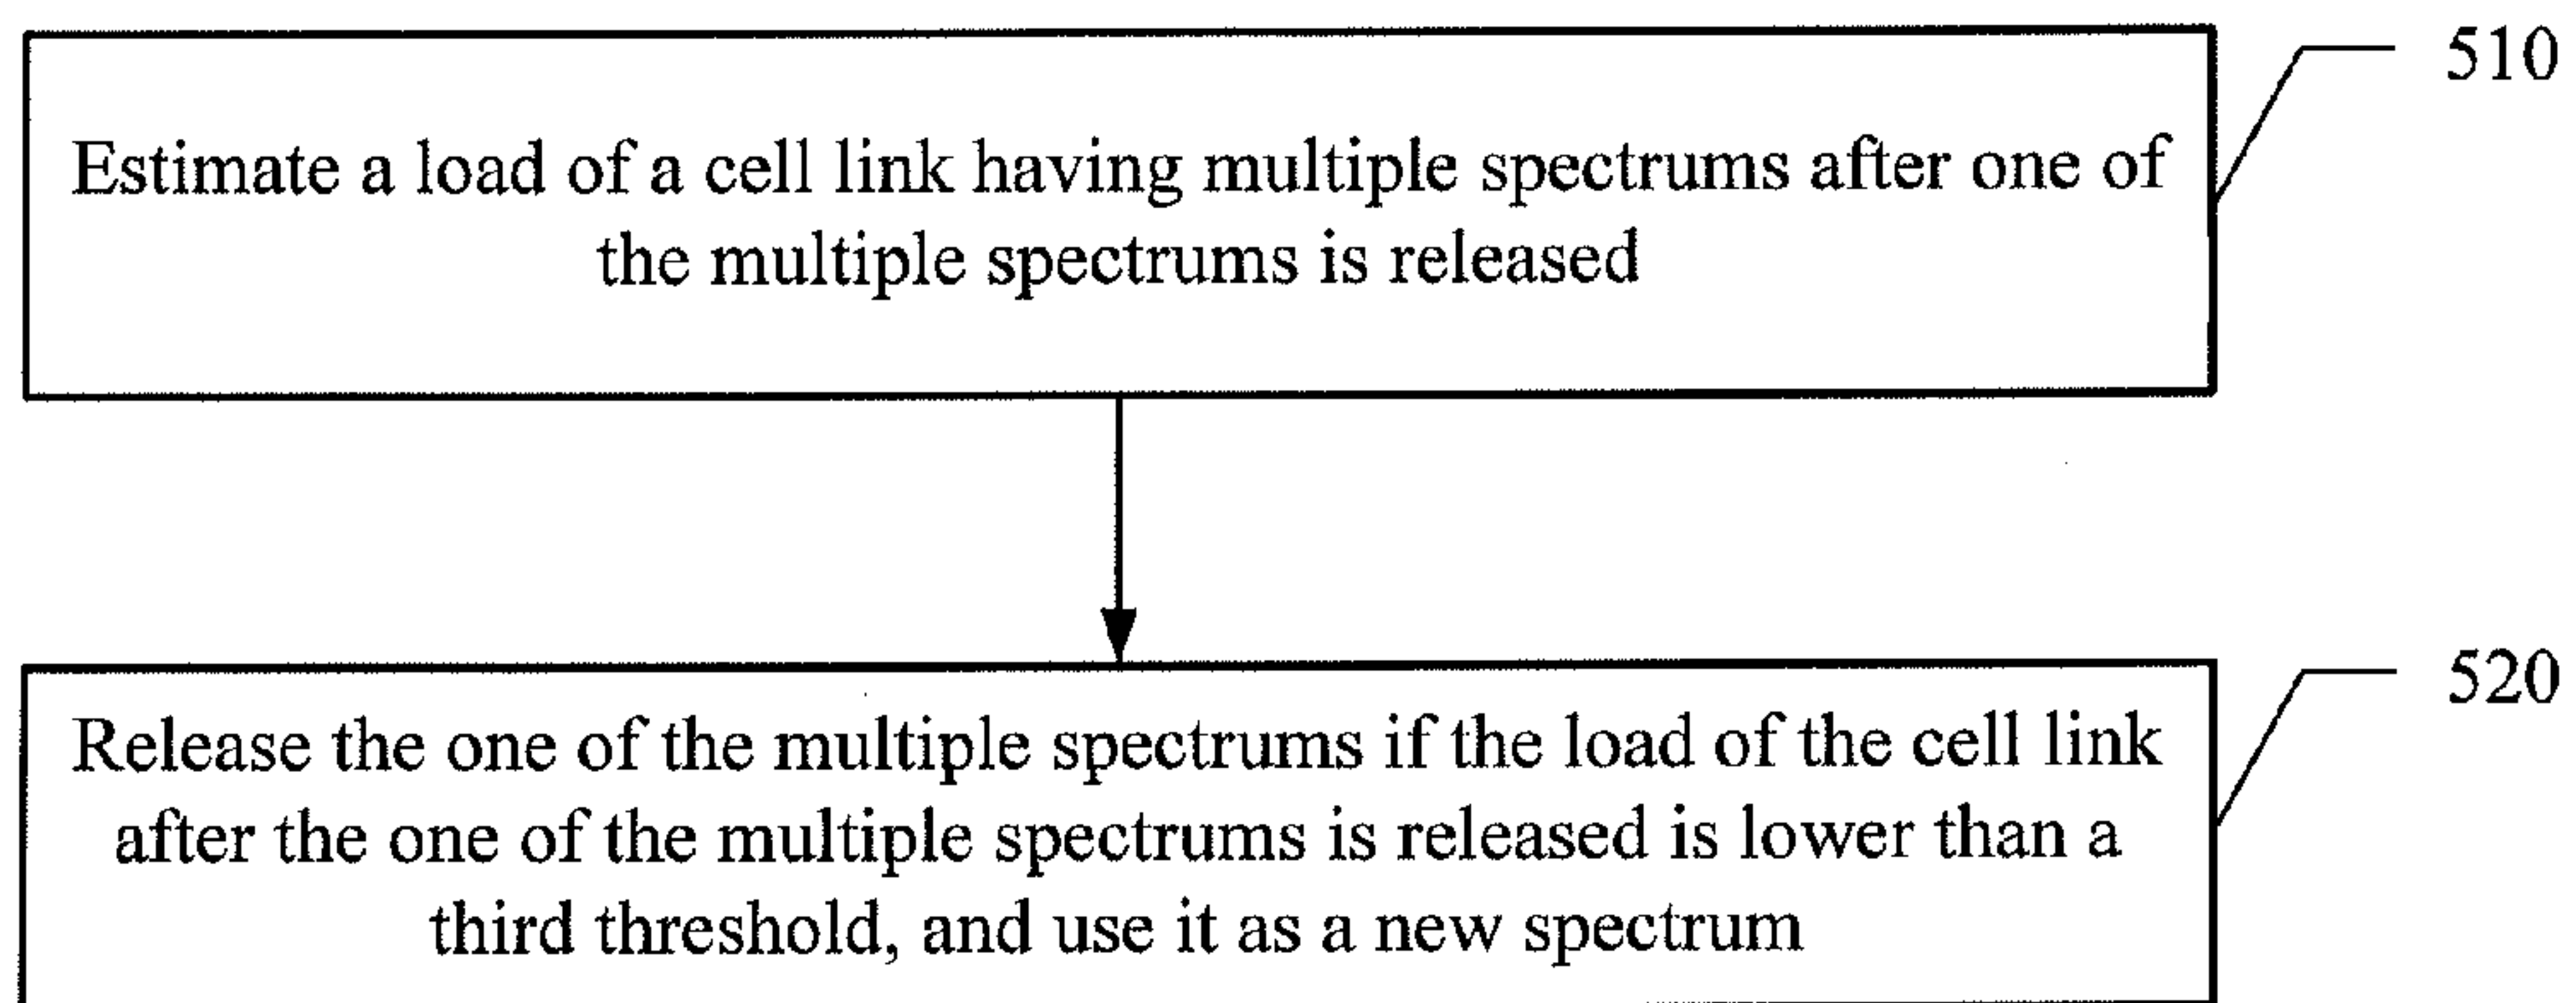 510
Estimate a load of a cell link having multiple spectrums after one of
the multiple spectrums is released
520
Release the one of the multiple spectrums if the load of the cell link
after the one of the multiple spectrums is released is lower than a
third threshold, and use it as a new spectrum